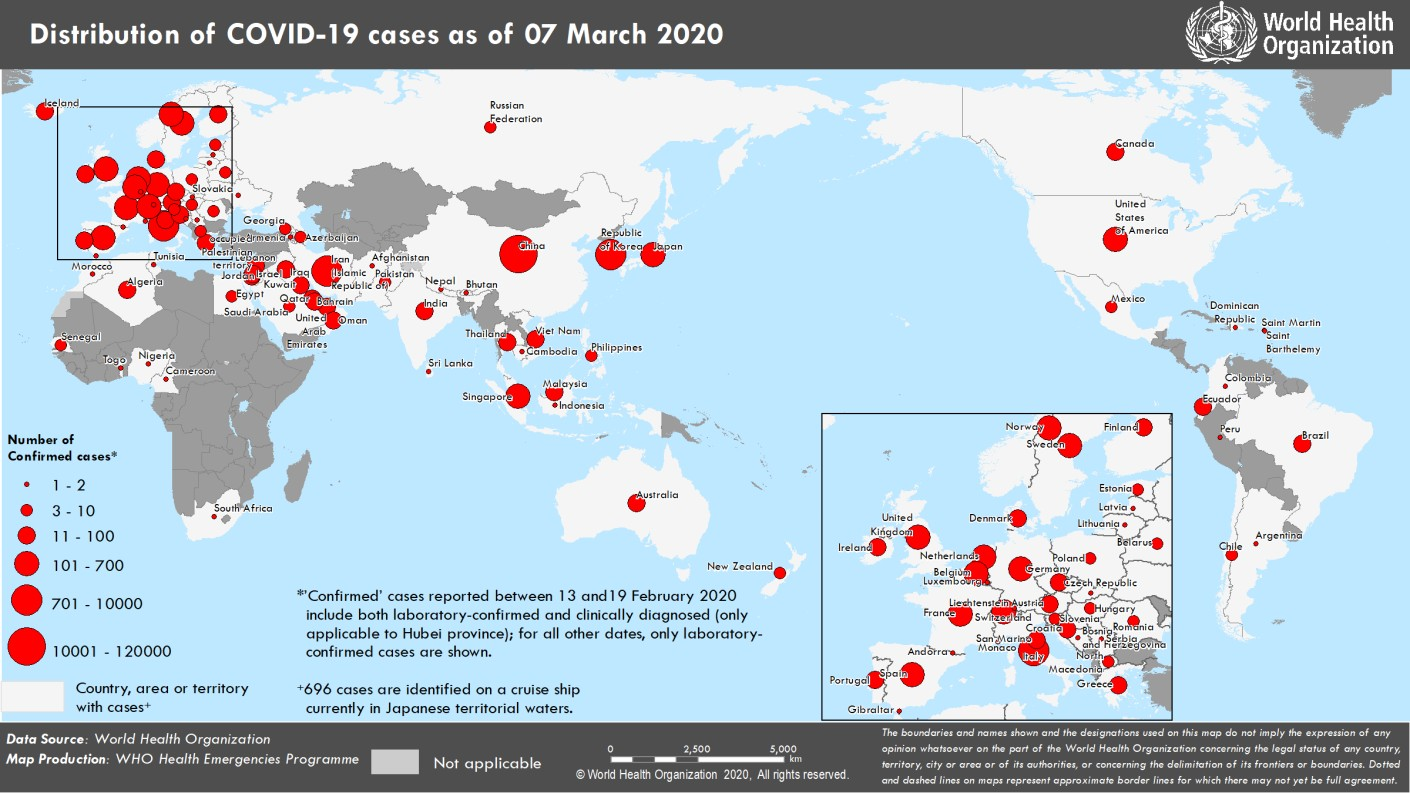 Distribution of COVID-19 cases as of 07 March 2020
World Health
Organization
Iceland
Russian
Federation
Canada
United
States
of America
Slovakia
Georgia
Armenia
Azerbaijan
occupied
Palestinian
territory
Lebanon
Tunisia
Morocco
Algeria
Israel
Jordan
Iraq
Iran
(Islamic
Republic of)
Kuwait
Afghanistan
Pakistan
China
Republic
of Korea
Japan
Nepal
Bhutan
Egypt
Qatar
Bahrain
Saudi Arabia
United
Arab
Emirates
Oman
India
Mexico
Dominican
Republic
Saint Martin
Saint
Barthelemy
Senegal
Togo
Nigeria
Cameroon
Thailand
Viet Nam
Cambodia
Philippines
Sri Lanka
Malaysia
Singapore
Indonesia
Colombia
Ecuador
Peru
Brazil
South Africa
Australia
New Zealand
Chile
Argentina
Norway
Sweden
Finland
Estonia
Latvia
Lithuania
Belarus
Denmark
United
Kingdom
Ireland
Netherlands
Belgium
Luxembourg
Germany
Poland
Czech Republic
Liechtenstein
Austria
Hungary
France
Switzerland
Slovenia
Croatia
Romania
San Marino
Bosnia
and Herzegovina
Serbia
Monaco
Italy
Andorra
North
Macedonia
Portugal
Spain
Greece
Gibraltar
Number of
Confirmed cases*
1 - 2
3 - 10
11 - 100
101 - 700
701 - 10000
10001 - 120000
Country, area or territory
with cases⁺
*'Confirmed' cases reported between 13 and19 February 2020
include both laboratory-confirmed and clinically diagnosed (only
applicable to Hubei province); for all other dates, only laboratory-
confirmed cases are shown.
⁺696 cases are identified on a cruise ship
currently in Japanese territorial waters.
Data Source: World Health Organization
Map Production: WHO Health Emergencies Programme
Not applicable
0 2,500 5,000
km
© World Health Organization 2020, All rights reserved.
The boundaries and names shown and the designations used on this map do not imply the expression of any
opinion whatsoever on the part of the World Health Organization concerning the legal status of any country,
territory, city or area or of its authorities, or concerning the delimitation of its frontiers or boundaries. Dotted
and dashed lines on maps represent approximate border lines for which there may not yet be full agreement.